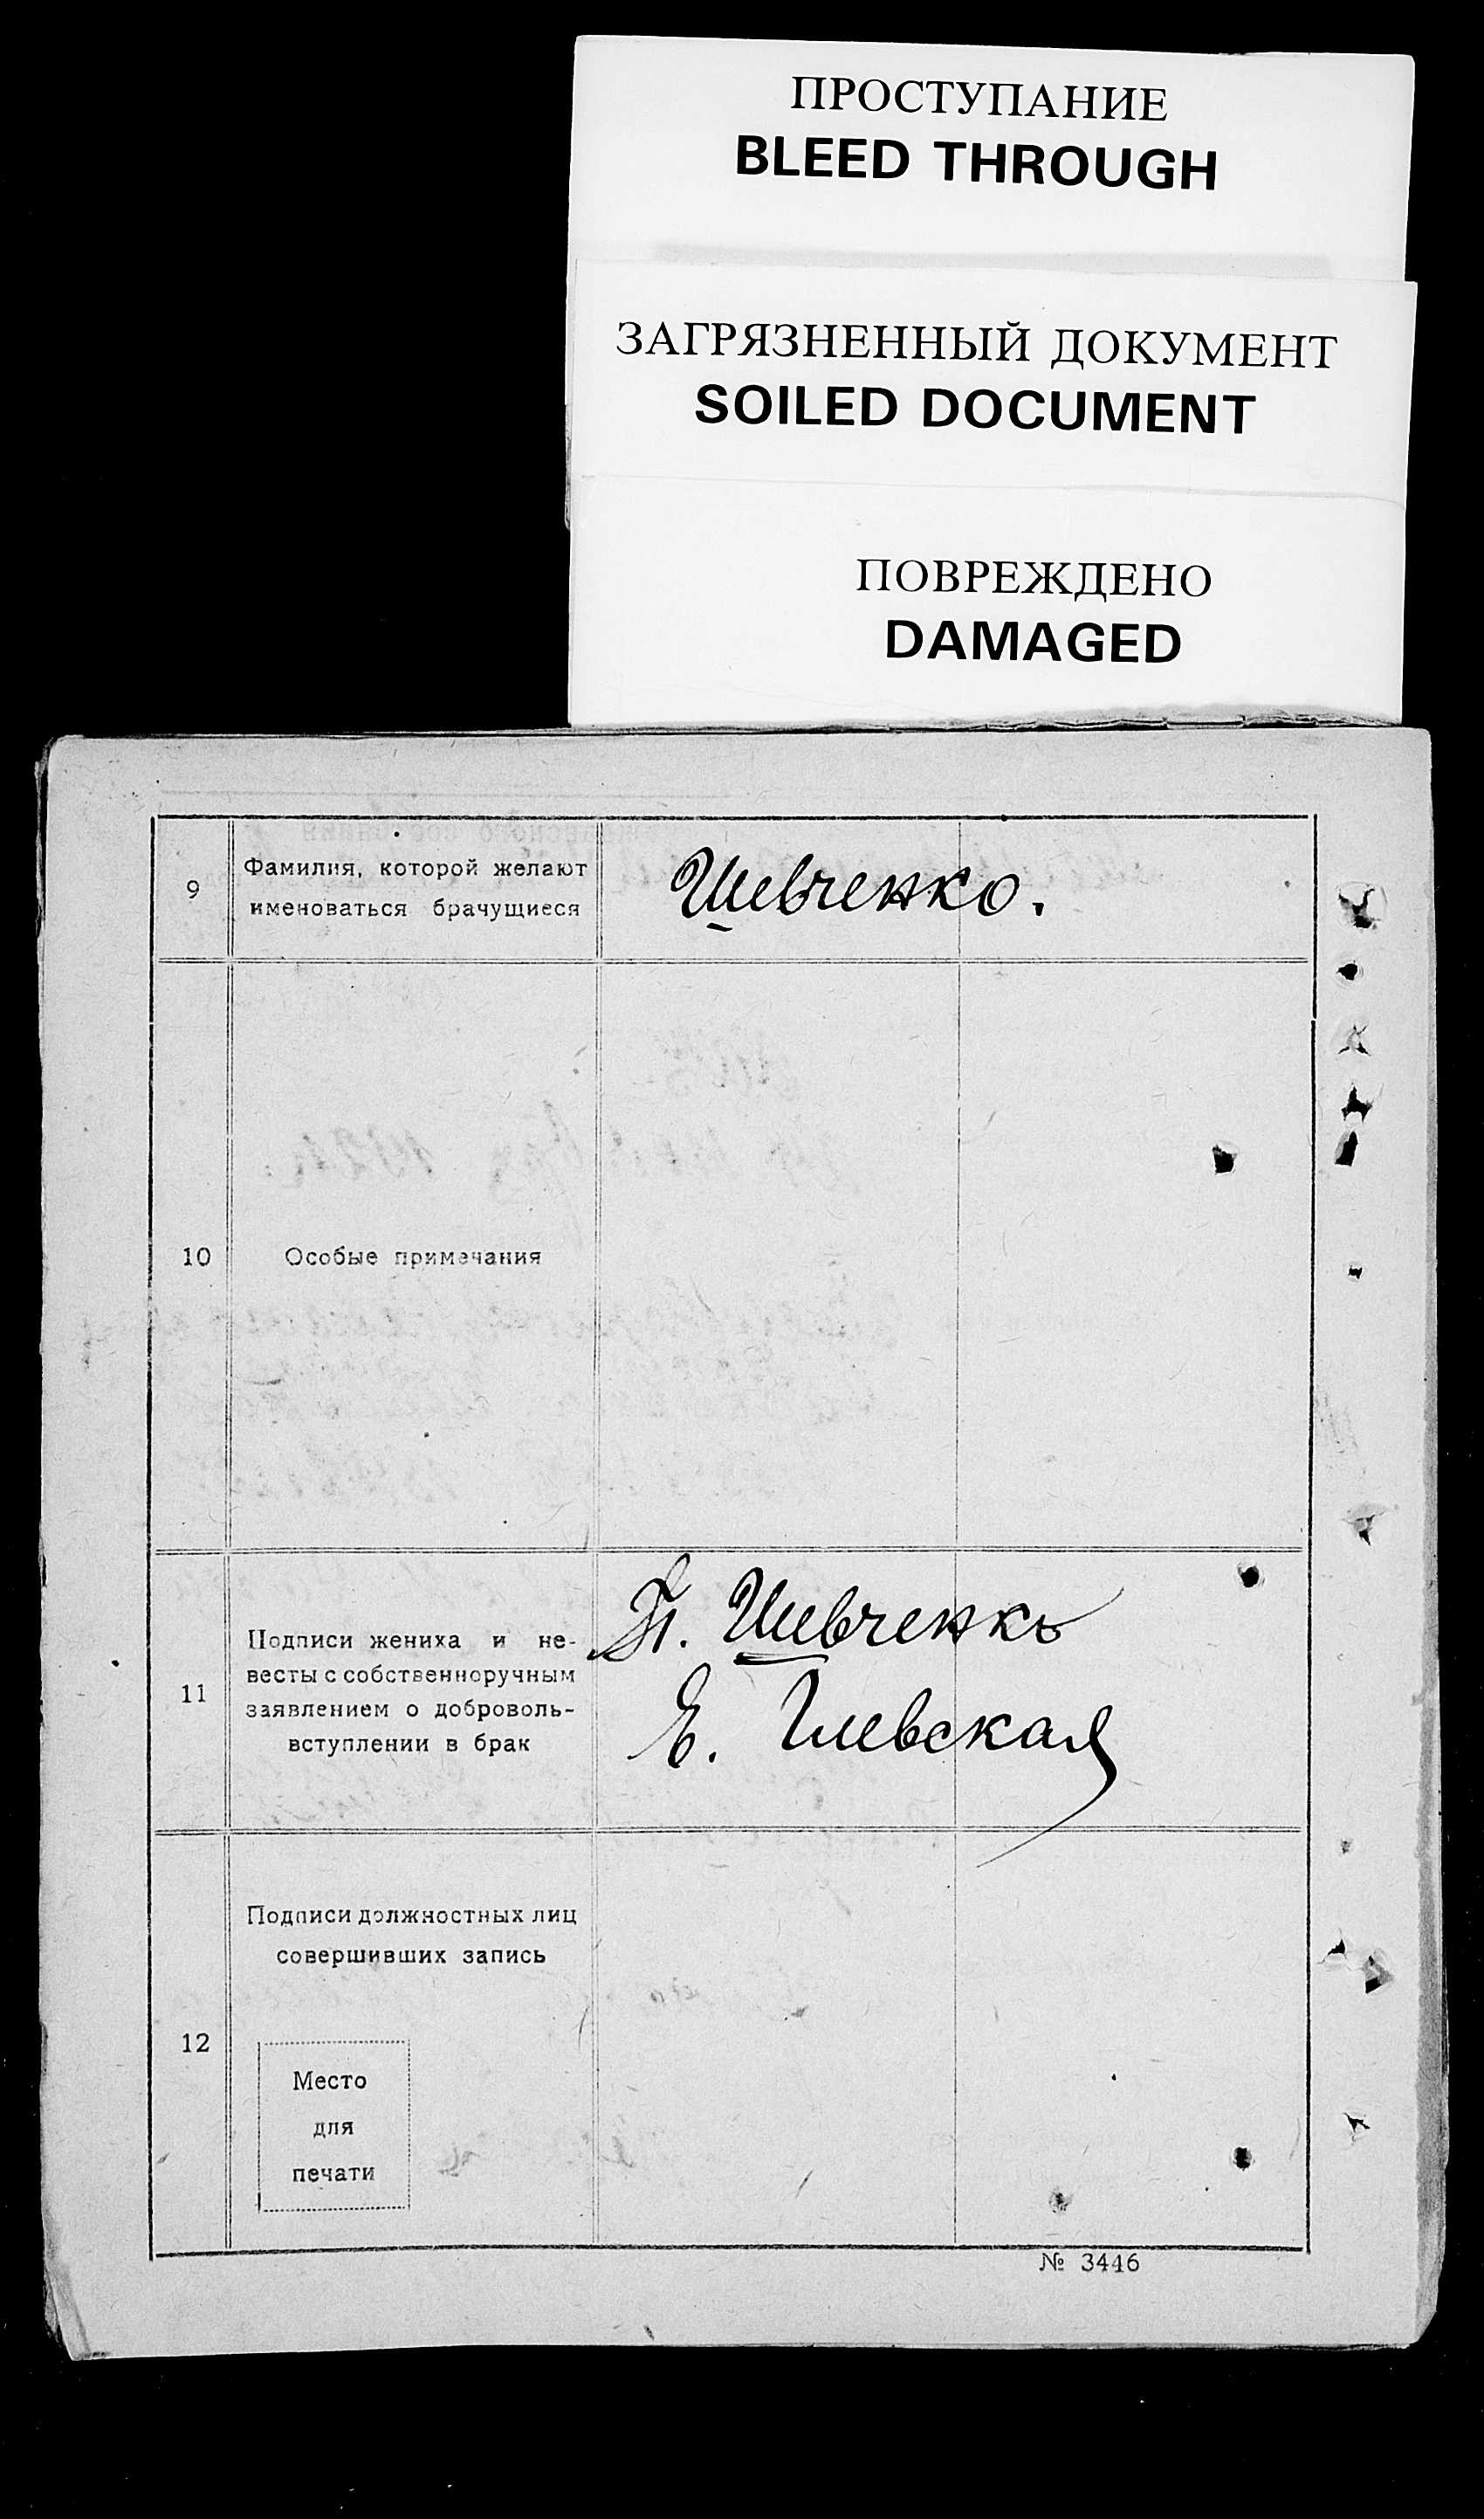 ПРОСТУПАНИЕ
BLEED THROUGH
ЗАГРЯЗНЕННЫЙ ДОКУМЕНТ
SOILED DOCUMENT
ПОВРЕЖДЕНО
DAMAGED
9
Фамилия, которой желают
именоваться брачущиеся
Шевченко.
10
Особые примечания
11
Подписи жениха и не-
весты с собственноручным
заявлением о доброволь-
вступлении в брак
Шевченко
Е.
12
Подписи должностных лиц
совершивших запись
Место
для
печати
№ 3446